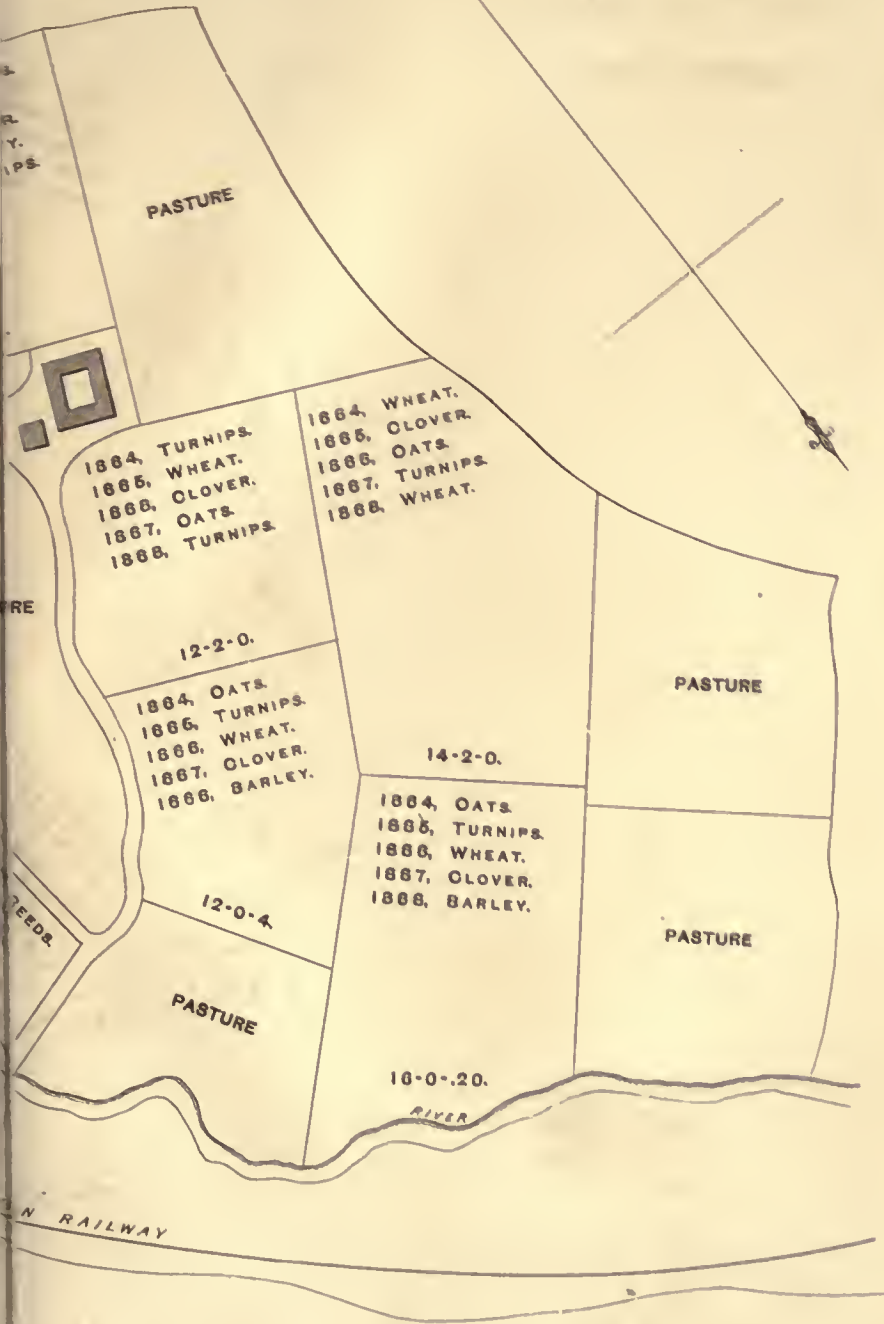 S.
R.
Y.
IPS.
PASTURE
1864, TURNIPS.
1865, WHEAT.
1866, CLOVER.
1867, OATS.
1868, TURNIPS.
12-2-0.
1864, WHEAT.
1865, CLOVER.
1866, OATS.
1867, TURNIPS.
1868, WHEAT.
14-2-0.
RE
1864, OATS.
1865, TURNIPS.
1866, WHEAT.
1867, CLOVER.
1868, BARLEY.
12-0-4.
PASTURE
1864, OATS.
1865, TURNIPS.
1866, WHEAT.
1867, CLOVER.
1868, BARLEY.
16-0-.20.
PASTURE
SEEDS.
PASTURE
RIVER
N RAILWAY